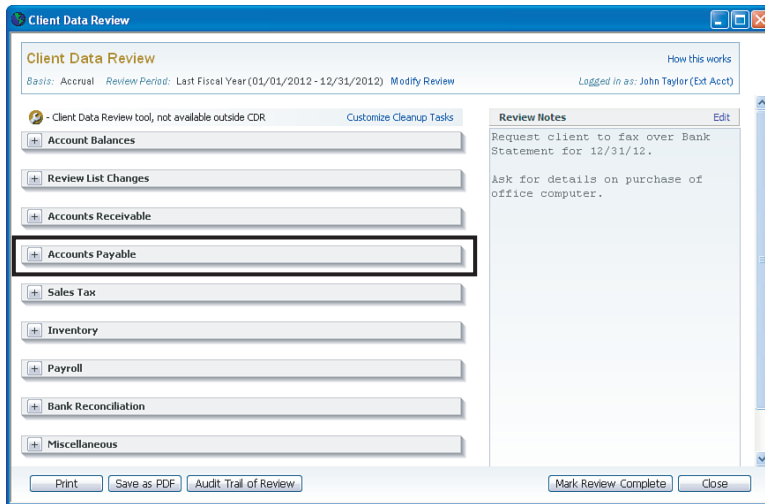 Client Data Review
Client Data Review
How this works
Basis: Accrual Review Period: Last Fiscal Year (01/01/2012 - 12/31/2012) Modify Review
Logged in as: John Taylor (Ext Acct)
- Client Data Review tool, not available outside CDR
Customize Cleanup Tasks
Account Balances
Review List Changes
Accounts Receivable
Accounts Payable
Sales Tax
Inventory
Payroll
Bank Reconciliation
Miscellaneous
Review Notes
Edit
Request client to fax over Bank
Statement for 12/31/12.
Ask for details on purchase of
office computer.
Print
Save as PDF
Audit Trail of Review
Mark Review Complete
Close